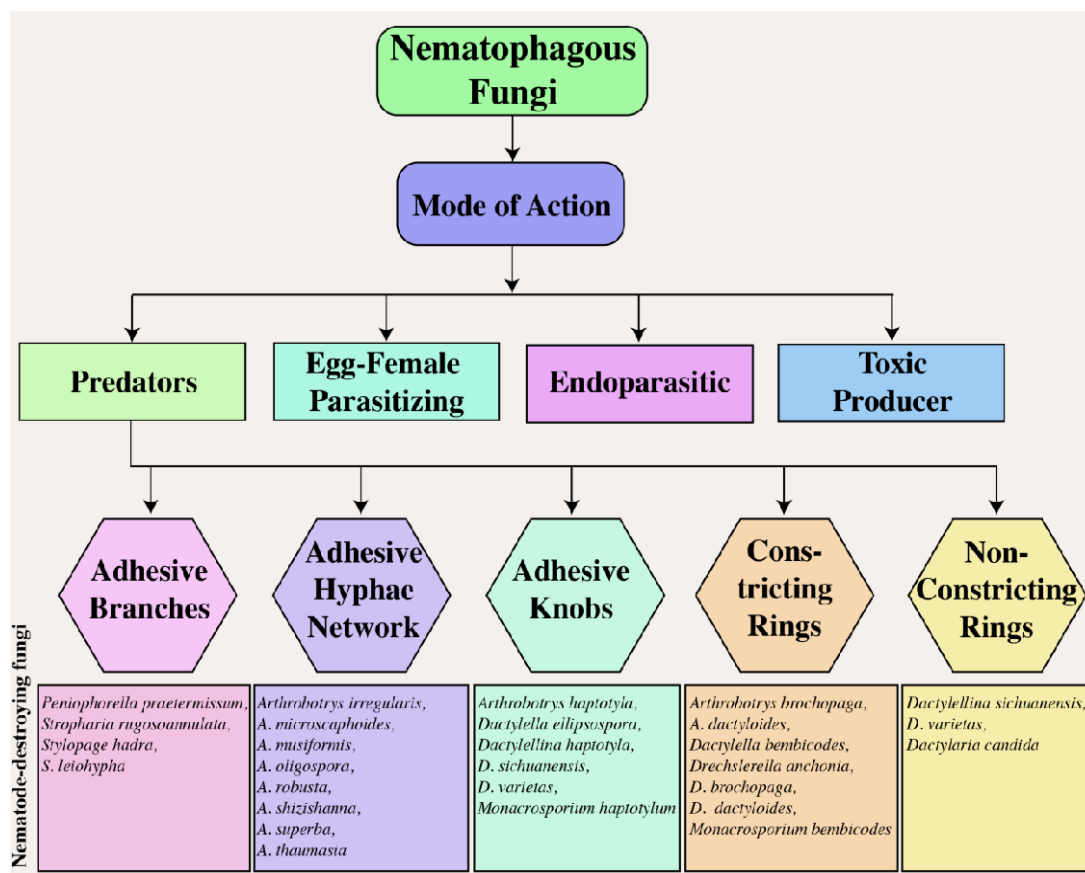 Nematophagous
Fungi
Mode of Action
Predators
Egg-Female
Parasitizing
Endoparasitic
Toxic
Producer
Adhesive
Branches
Adhesive
Hyphac
Network
Adhesive
Knobs
Cons-
tricting
Rings
Non-
Constricting
Rings
Nematode-destroying fungi
Peniophorella praetermissum,
Stropharia rugosoannulata,
Stylopage hadra,
S. leiohypha
Arthrobotrys irregularis,
A. microscaphoides,
A. musiformis,
A. oligospora,
A. robusta,
A. shizishanna,
A. superba,
A. thaumasia
Arthrobotrys haptotyla,
Dactylella ellipsospora,
Dactylellina haptotyla,
D. sichuanensis,
D. varietas,
Monacrosporium haptotylum
Arthrobotrys brochopaga,
A. dactyloides,
Dactylella bembicodes,
Drechslereila anchonia,
D. brochopaga,
D. dactyloides,
Monacrosporium bembicodes
Dactylellina sichuanensis,
D. varietas,
Dactylaria candida